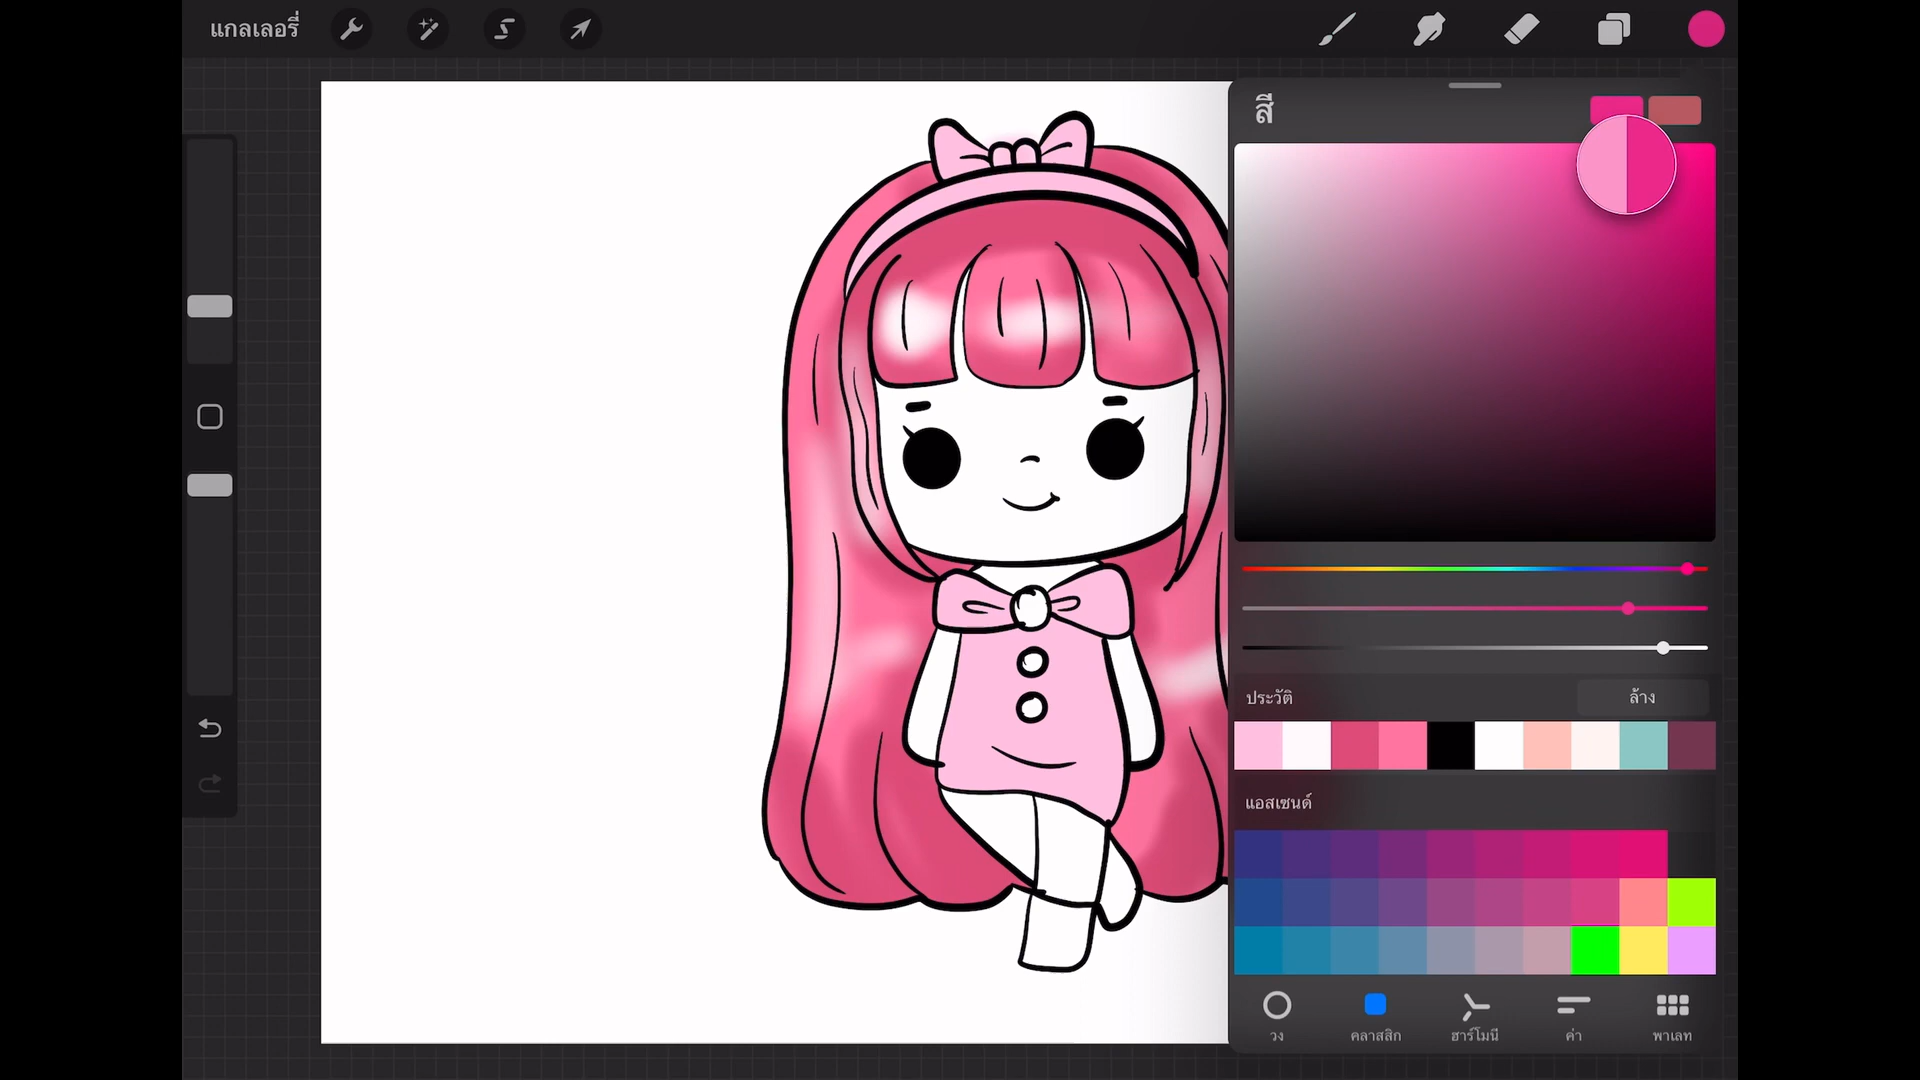 แกลเลอรี่
สี
ประวัติ
ล้าง
แอสเซนด์
วง
คลาสสิก
ฮาร์โมนี
ค่า
พาเลท